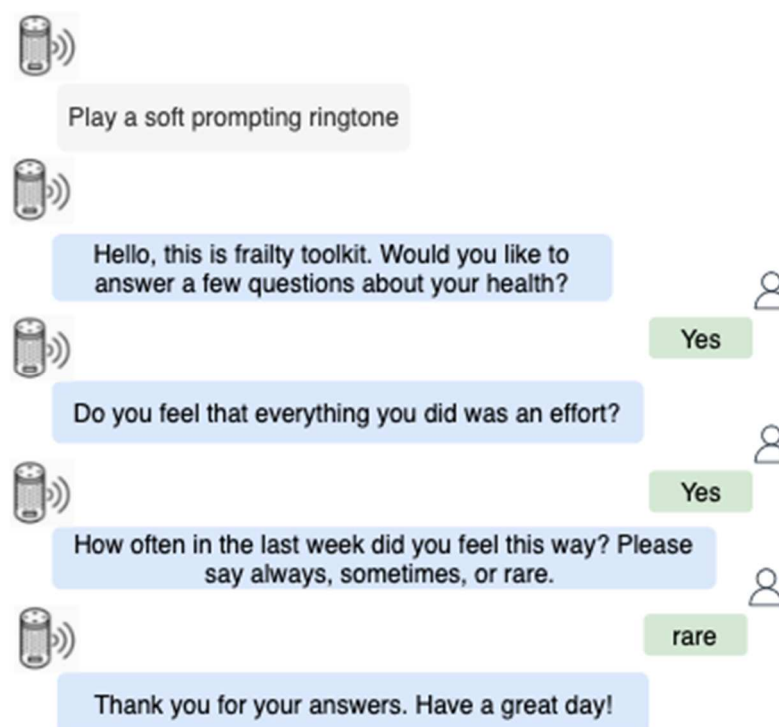 Play a soft prompting ringtone
Hello, this is frailty toolkit. Would you like to
answer a few questions about your health?
Yes
Do you feel that everything you did was an effort?
Yes
How often in the last week did you feel this way? Please
say always, sometimes, or rare.
rare
Thank you for your answers. Have a great day!